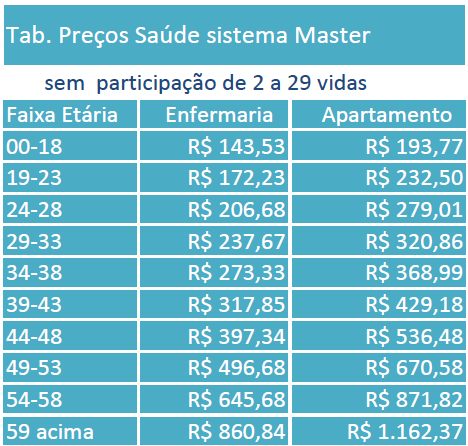 Tab. Preços Saúde sistema Master
sem participação de 2 a 29 vidas
Faixa Etária Enfermaria Apartamento
00-18 R$ 143,53 R$ 193,77
19-23 R$ 172,23 R$ 232,50
24-28 R$ 206,68 R$ 279,01
29-33 R$ 237,67 R$ 320,86
34-38 R$ 273,33 R$ 368,99
39-43 R$ 317,85 R$ 429,18
44-48 R$ 397,34 R$ 536,48
49-53 R$ 496,68 R$ 670,58
54-58 R$ 645,68 R$ 871,82
59 acima R$ 860,84 R$ 1.162,37